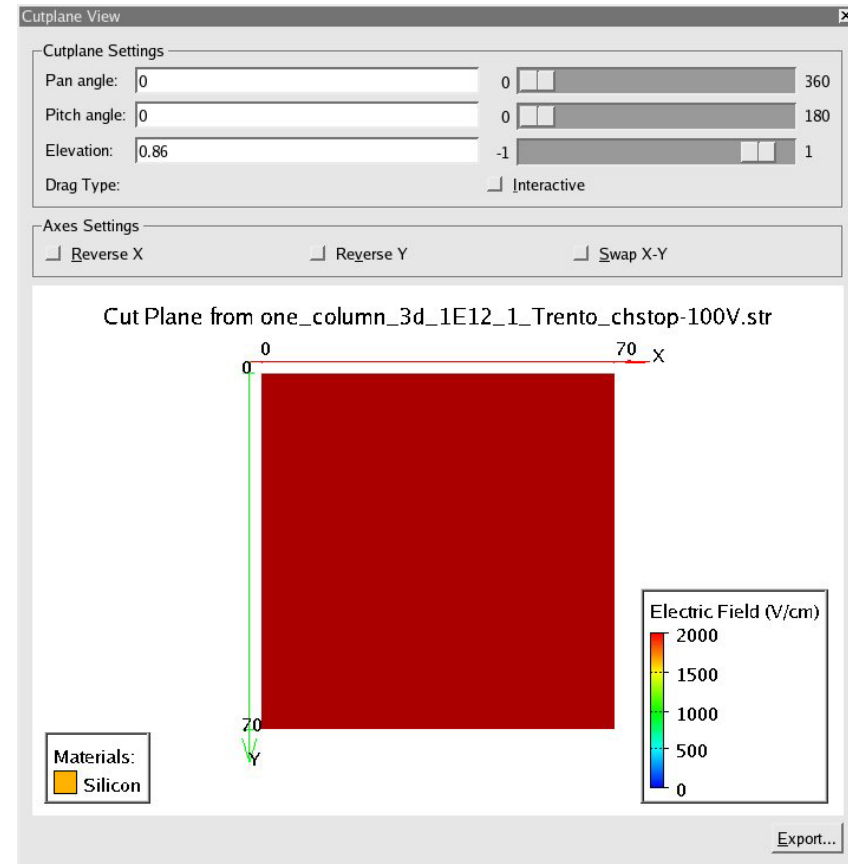 Cutplane View
Cutplane Settings
Pan angle: 0 0 360
Pitch angle: 0 0 180
Elevation: 0.86 -1 1
Drag Type: Interactive
Axes Settings
Reverse X Reverse Y Swap X-Y
Cut Plane from one_column_3d_1E12_1_Trento_chstop-100V.str
0 70 X
0
70
Y
Electric Field (V/cm)
2000
1500
1000
500
0
Materials:
Silicon
Export...